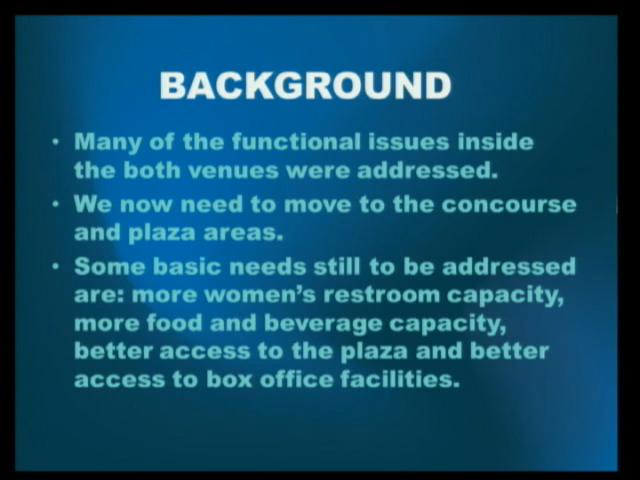 BACKGROUND
• Many of the functional issues inside
the both venues were addressed.
• We now need to move to the concourse
and plaza areas.
• Some basic needs still to be addressed
are: more women's restroom capacity,
more food and beverage capacity,
better access to the plaza and better
access to box office facilities.